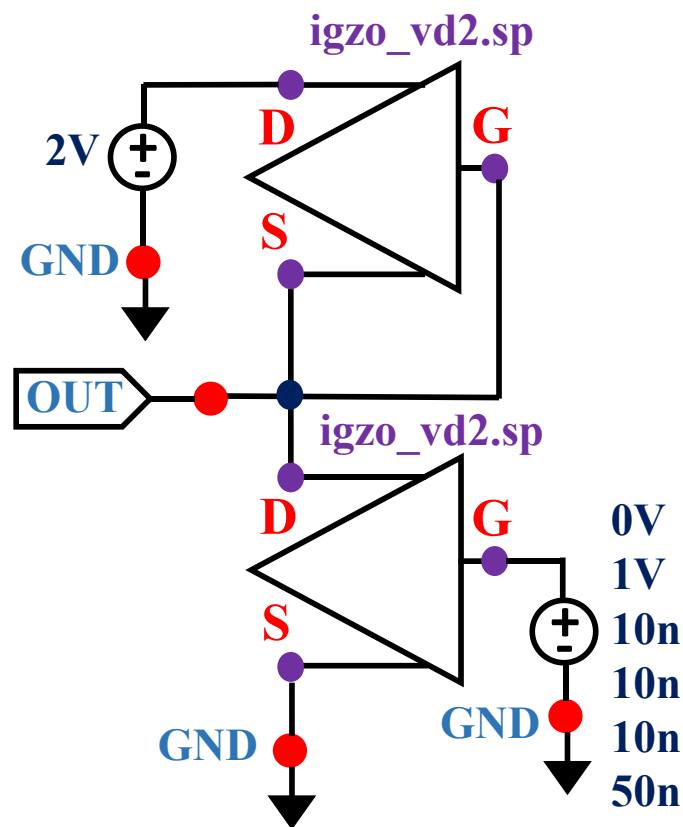 igzo_vd2.sp
D
G
2V
+
-
S
GND
OUT
igzo_vd2.sp
D
G
0V
1V
+
-
10n
S
10n
GND
GND
10n
50n